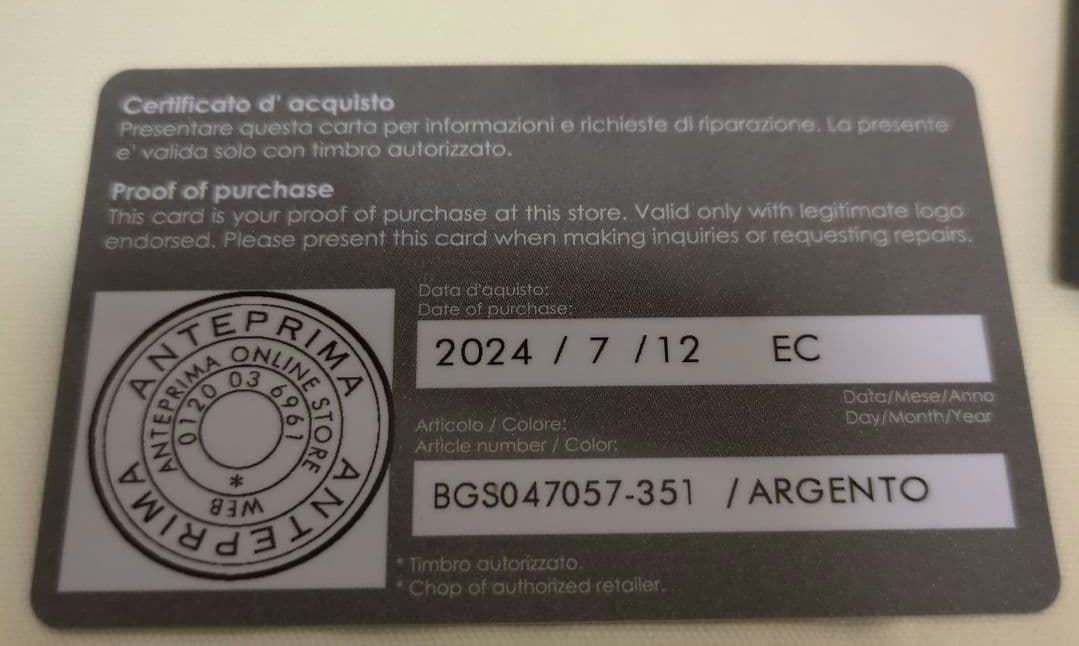 Certificato d' acquisto
Presentare questa carta per informazioni e richieste di riparazione. La presente
e' valida solo con timbro autorizzato.
Proof of purchase
This card is your proof of purchase at this store. Valid only with legitimate logo
endorsed. Please present this card when making inquiries or requesting repairs.
Data d'aquisto:
Date of purchase:
2024 / 7 /12 EC
Data/Mese/Anno
Day/Month/Year
Articolo / Colore:
Article number / Color:
BGS047057-351 / ARGENTO
* Timbro autorizzato.
* Chop of authorized retailer.
ANTEPRIMA
ANTEPRIMA
ANTEPRIMA ONLINE STORE
0120 03 6961
*
WEB